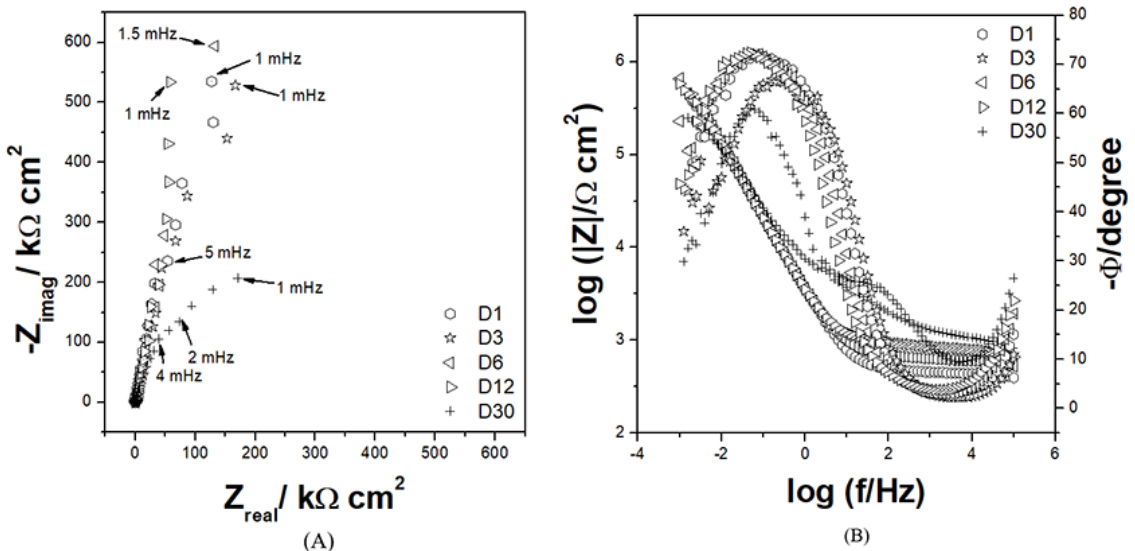 600
500
400
300
200
100
0
-Z_imag/ kΩ cm²
0 100 200 300 400 500 600
Z_real/ kΩ cm²
1.5 mHz
1 mHz
1 mHz
1 mHz
5 mHz
1 mHz
2 mHz
4 mHz
D1
D3
D6
D12
D30
(A)
6
5
4
3
2
log (|Z|/Ω cm²)
-4 -2 0 2 4 6
log (f/Hz)
80
70
60
50
40
30
20
10
0
-Φ/degree
D1
D3
D6
D12
D30
(B)